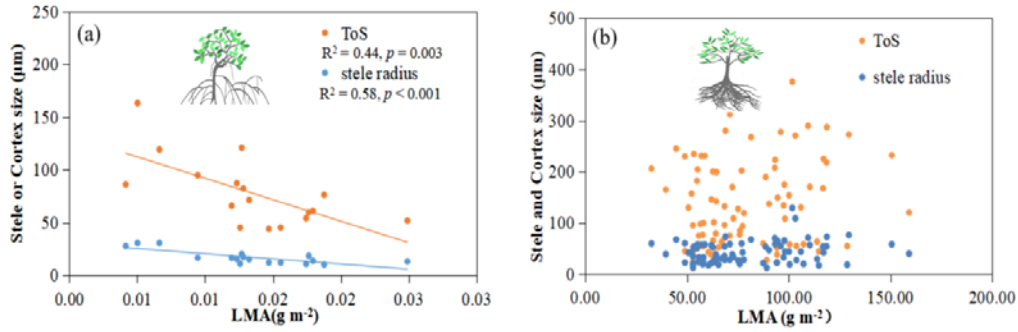 (a)
ToS
R² = 0.44, p = 0.003
stele radius
R² = 0.58, p < 0.001
Stele or Cortex size (μm)
250
200
150
100
50
0
0.00 0.01 0.01 0.02 0.02 0.03 0.03
LMA(g m⁻²)
(b)
ToS
stele radius
Stele and Cortex size (μm)
500
400
300
200
100
0
0.00 50.00 100.00 150.00 200.00
LMA (g m⁻²)